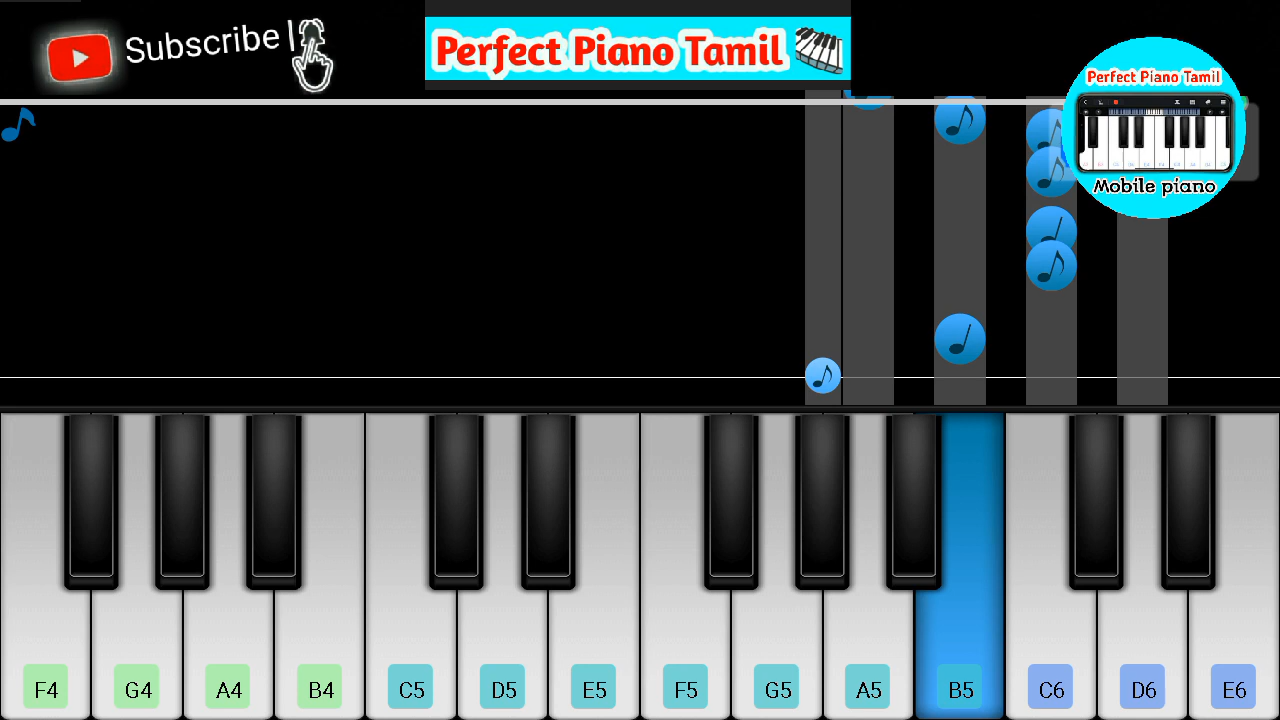 Subscribe
Perfect Piano Tamil
Perfect Piano Tamil
Mobile piano
F4 G4 A4 B4 C5 D5 E5 F5 G5 A5 B5 C6 D6 E6